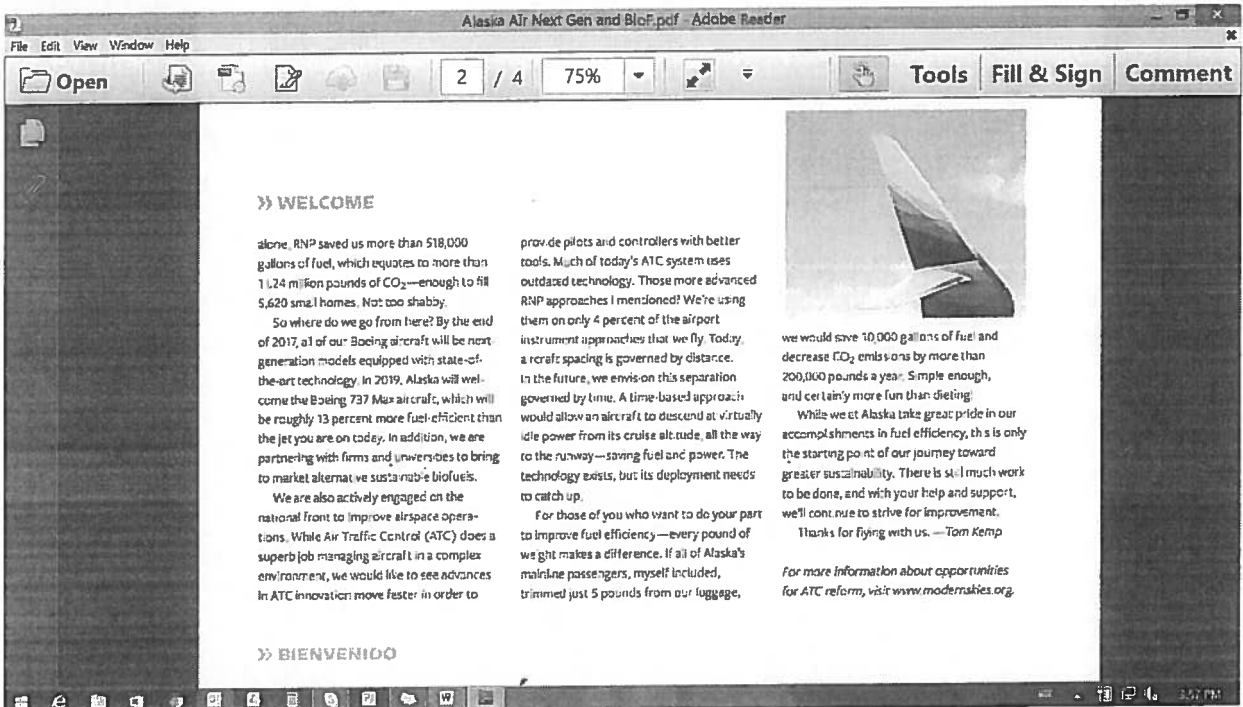 Alaska Air Next Gen and BioF.pdf - Adobe Reader
File Edit View Window Help
Open
2 / 4
75%
Tools
Fill & Sign
Comment
» WELCOME
alone, RNP saved us more than 518,000
gallons of fuel, which equates to more than
11.24 million pounds of CO₂—enough to fill
5,620 small homes. Not too shabby.
So where do we go from here? By the end
of 2017, all of our Boeing aircraft will be next-
generation models equipped with state-of-
the-art technology. In 2019, Alaska will wel-
come the Boeing 737 Max aircraft, which will
be roughly 13 percent more fuel-efficient than
the jet you are on today. In addition, we are
partnering with firms and universities to bring
to market alternative sustainable biofuels.
We are also actively engaged on the
national front to improve airspace opera-
tions. While Air Traffic Control (ATC) does a
superb job managing aircraft in a complex
environment, we would like to see advances
in ATC innovation move faster in order to
provide pilots and controllers with better
tools. Much of today's ATC system uses
outdated technology. Those more advanced
RNP approaches I mentioned? We're using
them on only 4 percent of the airport
instrument approaches that we fly. Today,
aircraft spacing is governed by distance.
In the future, we envision this separation
governed by time. A time-based approach
would allow an aircraft to descend at virtually
idle power from its cruise altitude, all the way
to the runway—saving fuel and power. The
technology exists, but its deployment needs
to catch up.
For those of you who want to do your part
to improve fuel efficiency—every pound of
weight makes a difference. If all of Alaska's
mainline passengers, myself included,
trimmed just 5 pounds from our luggage,
we would save 10,000 gallons of fuel and
decrease CO₂ emissions by more than
200,000 pounds a year. Simple enough,
and certainly more fun than dieting!
While we at Alaska take great pride in our
accomplishments in fuel efficiency, this is only
the starting point of our journey toward
greater sustainability. There is still much work
to be done, and with your help and support,
we'll continue to strive for improvement.
Thanks for flying with us. —Tom Kemp
For more information about opportunities
for ATC reform, visit www.modernskies.org.
» BIENVENIDO
3:57 PM